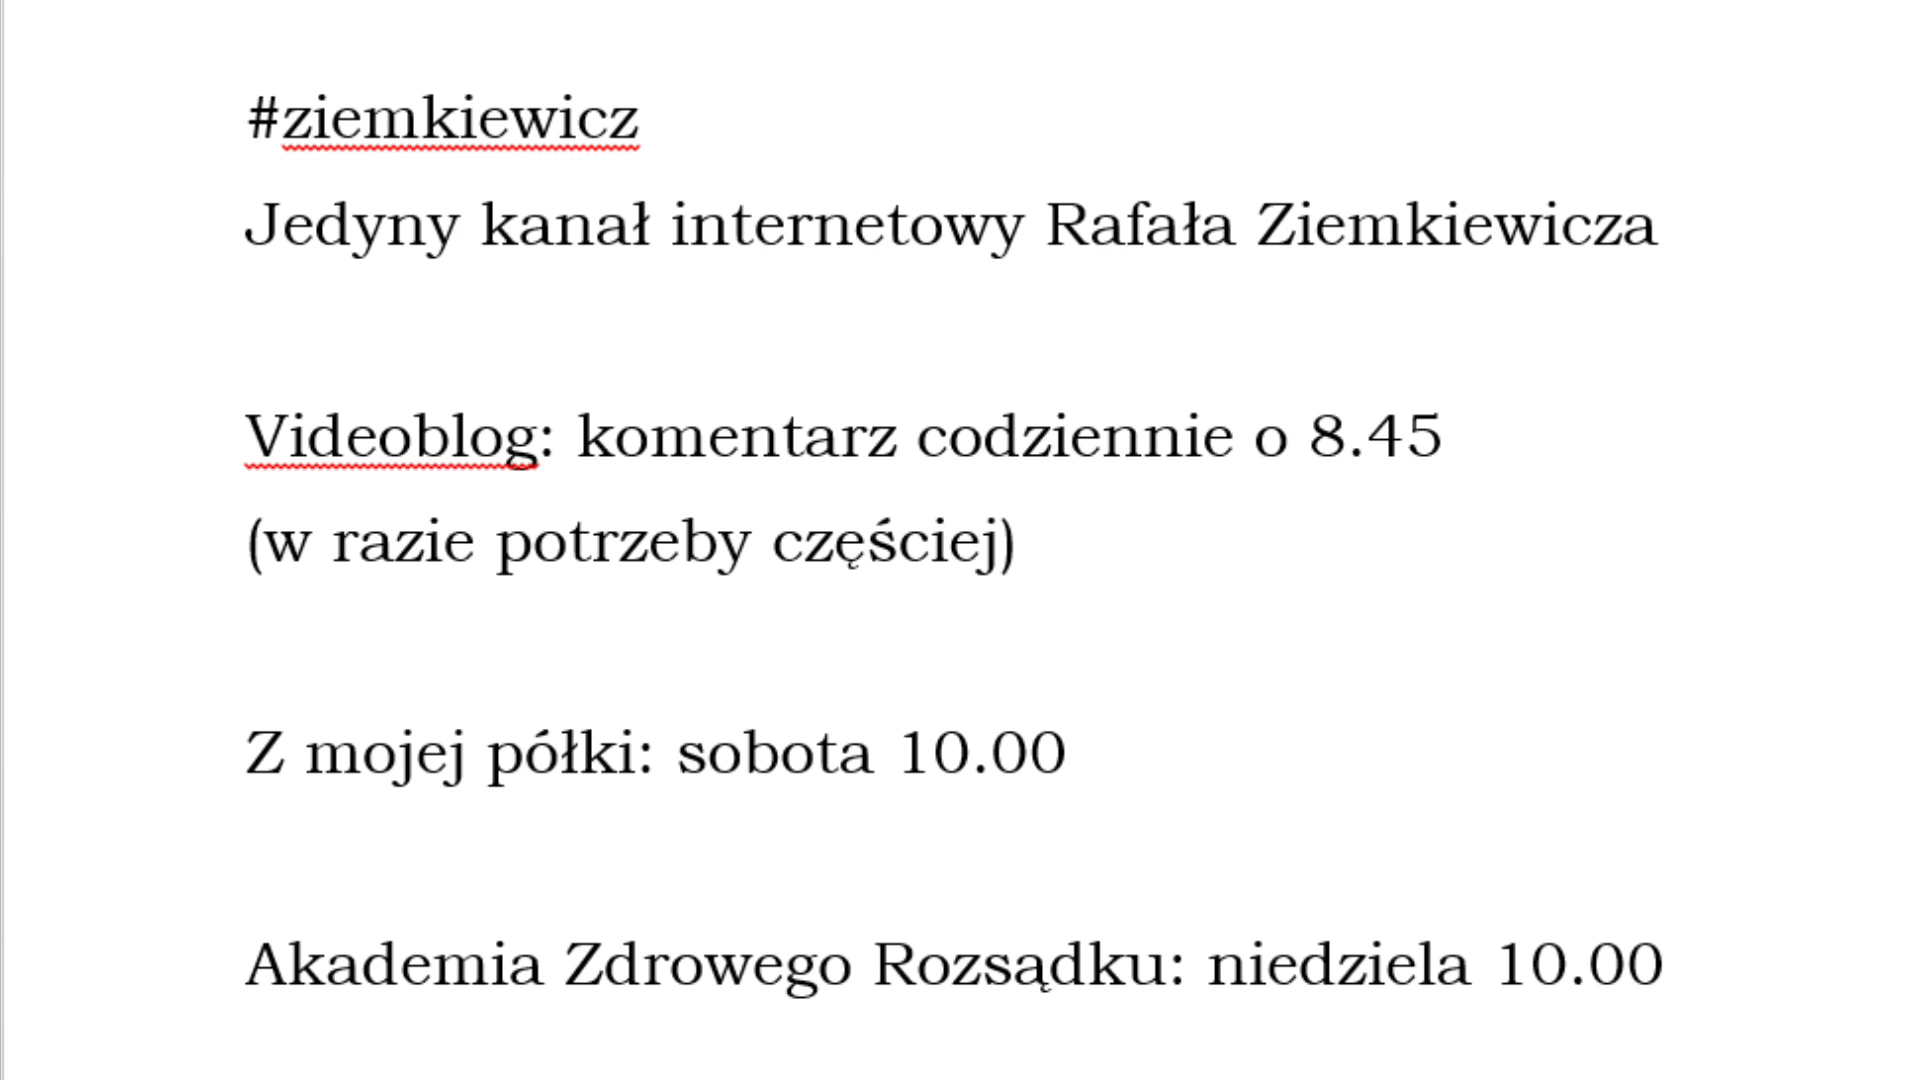 #ziemkiewicz
Jedyny kanał internetowy Rafała Ziemkiewicza
Videoblog: komentarz codziennie o 8.45
(w razie potrzeby częściej)
Z mojej półki: sobota 10.00
Akademia Zdrowego Rozsądku: niedziela 10.00